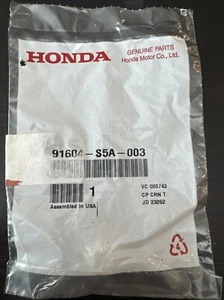 HONDA
GENUINE PARTS
Honda Motor Co., Ltd.
91604-S5A-003
1
Assembled in USA
VC 000743
CP CRN T
JD 23262